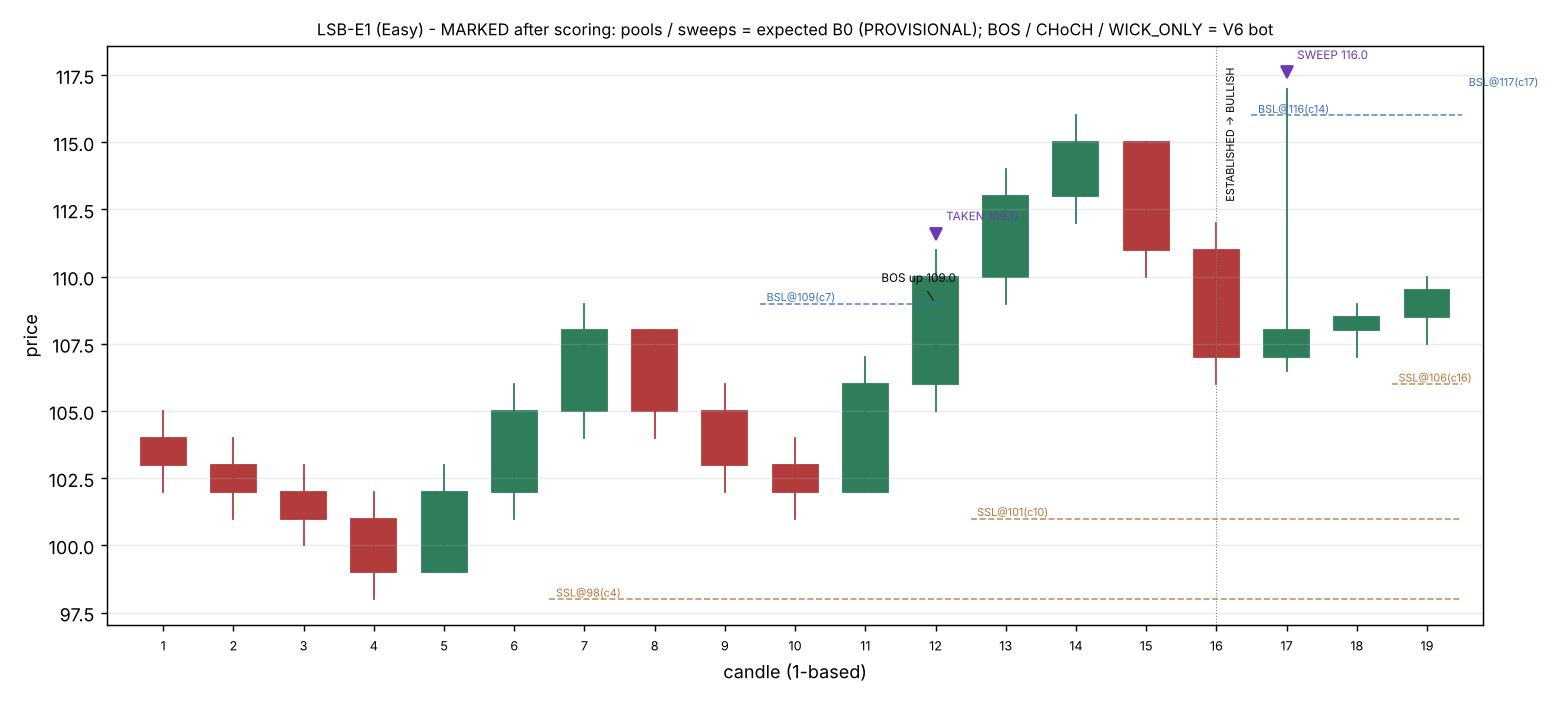 LSB-E1 (Easy) - MARKED after scoring: pools / sweeps = expected B0 (PROVISIONAL); BOS / CHoCH / WICK_ONLY = V6 bot
SWEEP 116.0
BSL@117(c17)
BSL@116(c14)
ESTABLISHED → BULLISH
TAKEN 109.0
BOS up 109.0
BSL@109(c7)
SSL@106(c16)
SSL@101(c10)
SSL@98(c4)
117.5
115.0
112.5
110.0
107.5
105.0
102.5
100.0
97.5
price
1 2 3 4 5 6 7 8 9 10 11 12 13 14 15 16 17 18 19
candle (1-based)